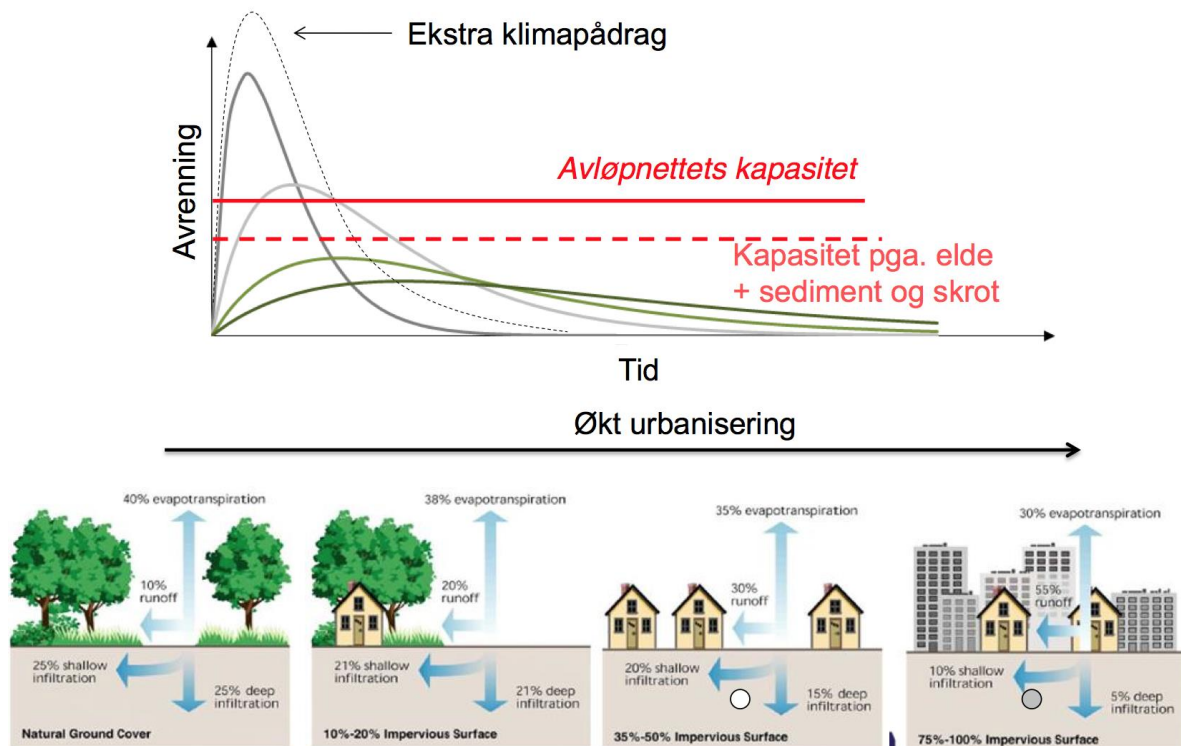 Ekstra klimapådrag
Avrenning
Avløpnettets kapasitet
Kapasitet pga. elde
+ sediment og skrot
Tid
Økt urbanisering
40% evapotranspiration
10%
runoff
25% shallow
infiltration
25% deep
infiltration
Natural Ground Cover
38% evapotranspiration
20%
runoff
21% shallow
infiltration
21% deep
infiltration
10%-20% Impervious Surface
35% evapotranspiration
30%
runoff
20% shallow
infiltration
15% deep
infiltration
35%-50% Impervious Surface
30% evapotranspiration
55%
runoff
10% shallow
infiltration
5% deep
infiltration
75%-100% Impervious Surface